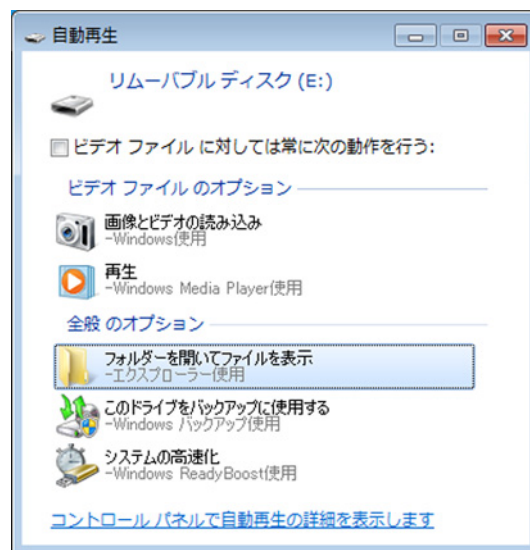 自動再生
リムーバブル ディスク (E:)
ビデオ ファイル に対しては常に次の動作を行う:
ビデオ ファイル のオプション
画像とビデオの読み込み
-Windows使用
再生
-Windows Media Player使用
全般 のオプション
フォルダーを開いてファイルを表示
-エクスプローラー使用
このドライブをバックアップに使用する
-Windows バックアップ使用
システムの高速化
-Windows ReadyBoost使用
コントロール パネルで自動再生の詳細を表示します